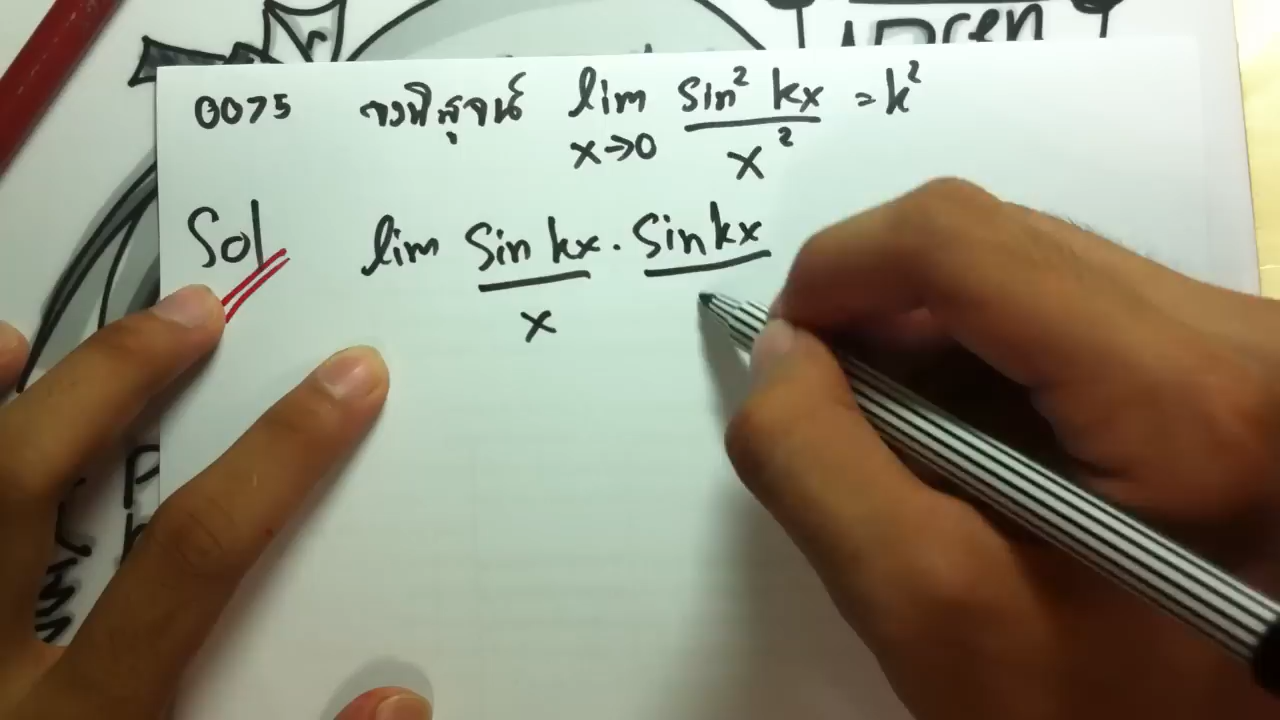 0075 จงพิสูจน์ lim x→0 sin² kx / x² = k²
Sol lim sin kx / x · sin kx